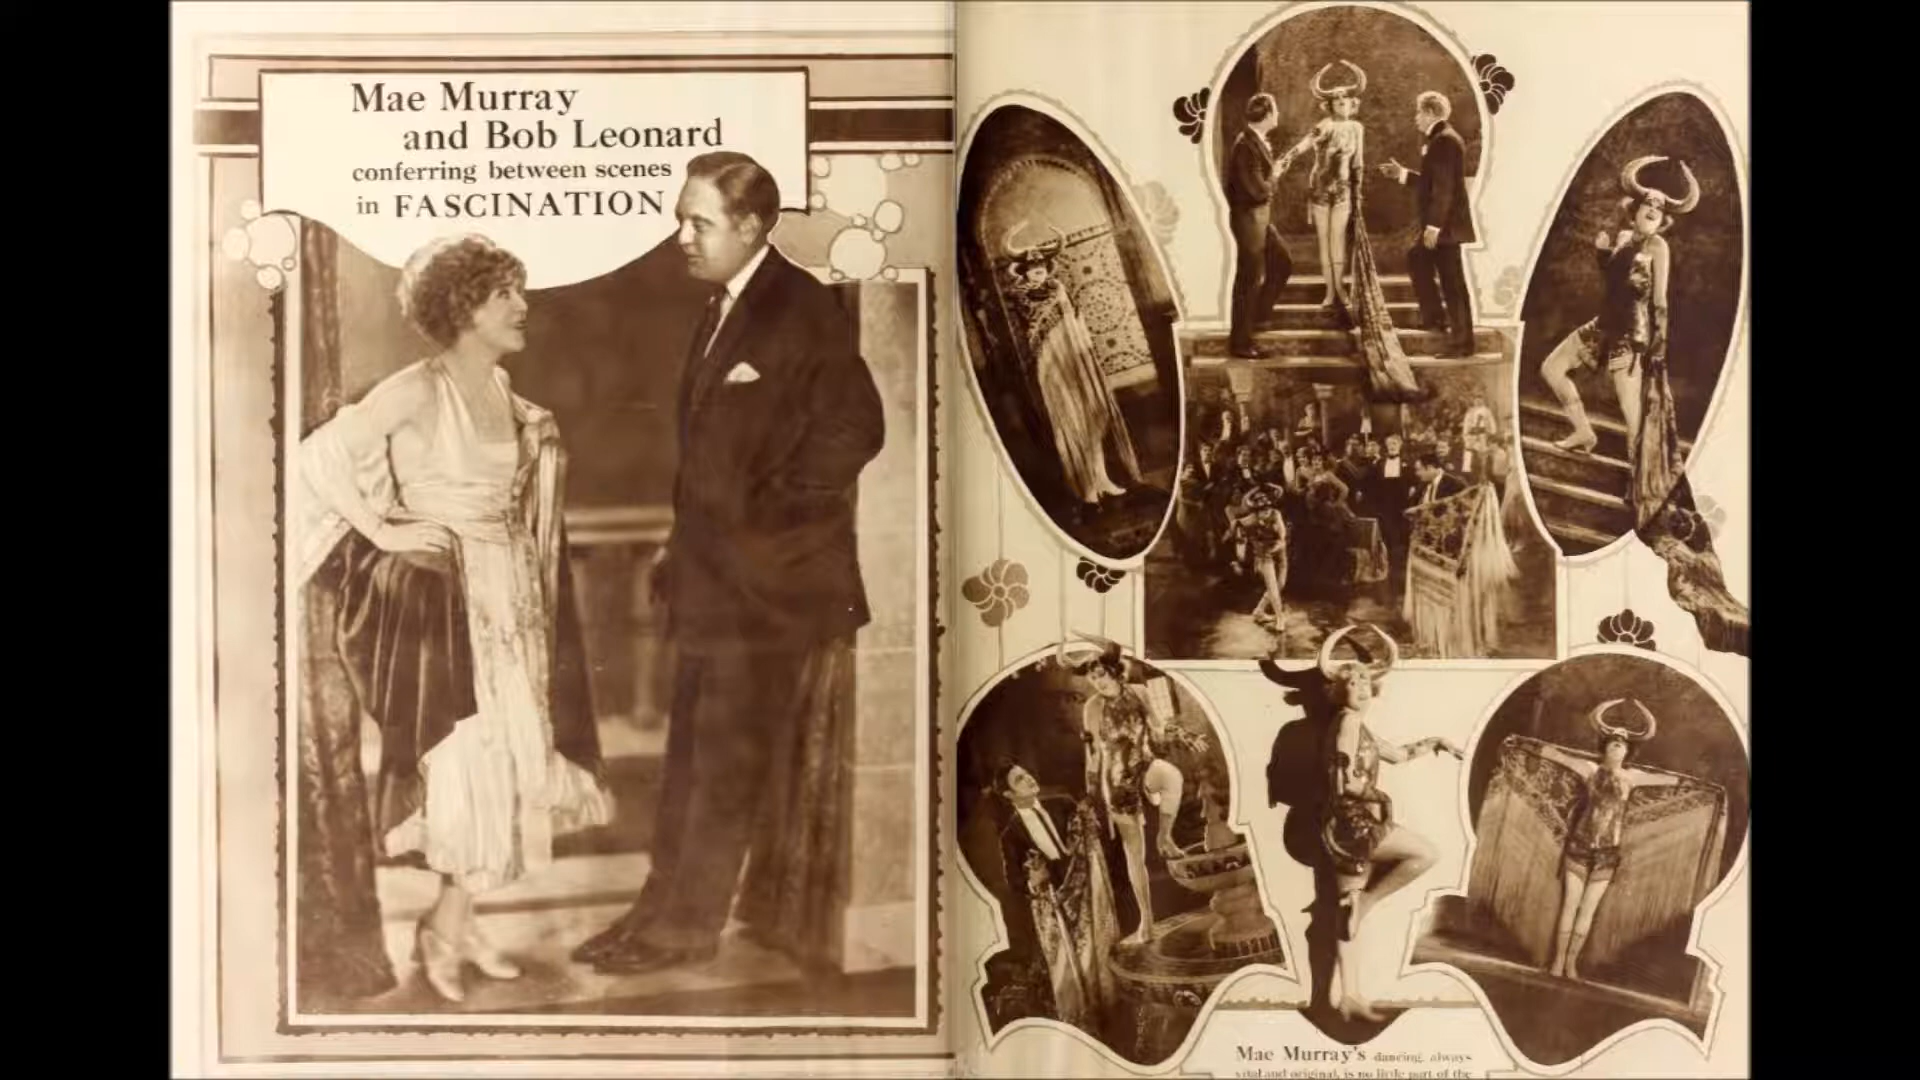 Mae Murray
and Bob Leonard
conferring between scenes
in FASCINATION
Mae Murray's dancing, always
vital and original, is no little part of the